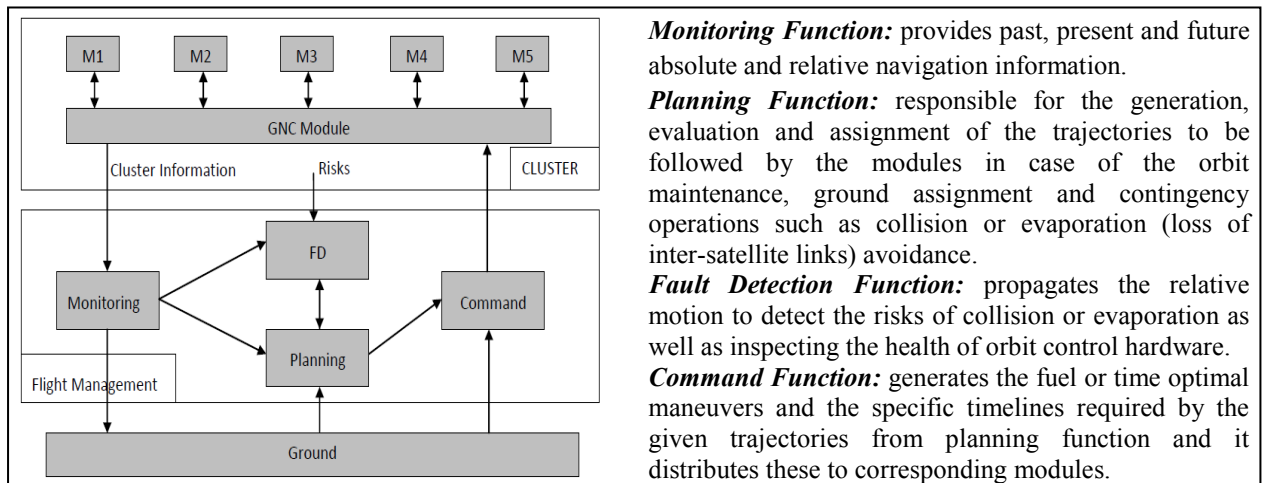 M1 M2 M3 M4 M5
GNC Module
Cluster Information
Risks
CLUSTER
FD
Monitoring
Command
Planning
Flight Management
Ground
Monitoring Function: provides past, present and future
absolute and relative navigation information.
Planning Function: responsible for the generation,
evaluation and assignment of the trajectories to be
followed by the modules in case of the orbit
maintenance, ground assignment and contingency
operations such as collision or evaporation (loss of
inter-satellite links) avoidance.
Fault Detection Function: propagates the relative
motion to detect the risks of collision or evaporation as
well as inspecting the health of orbit control hardware.
Command Function: generates the fuel or time optimal
maneuvers and the specific timelines required by the
given trajectories from planning function and it
distributes these to corresponding modules.